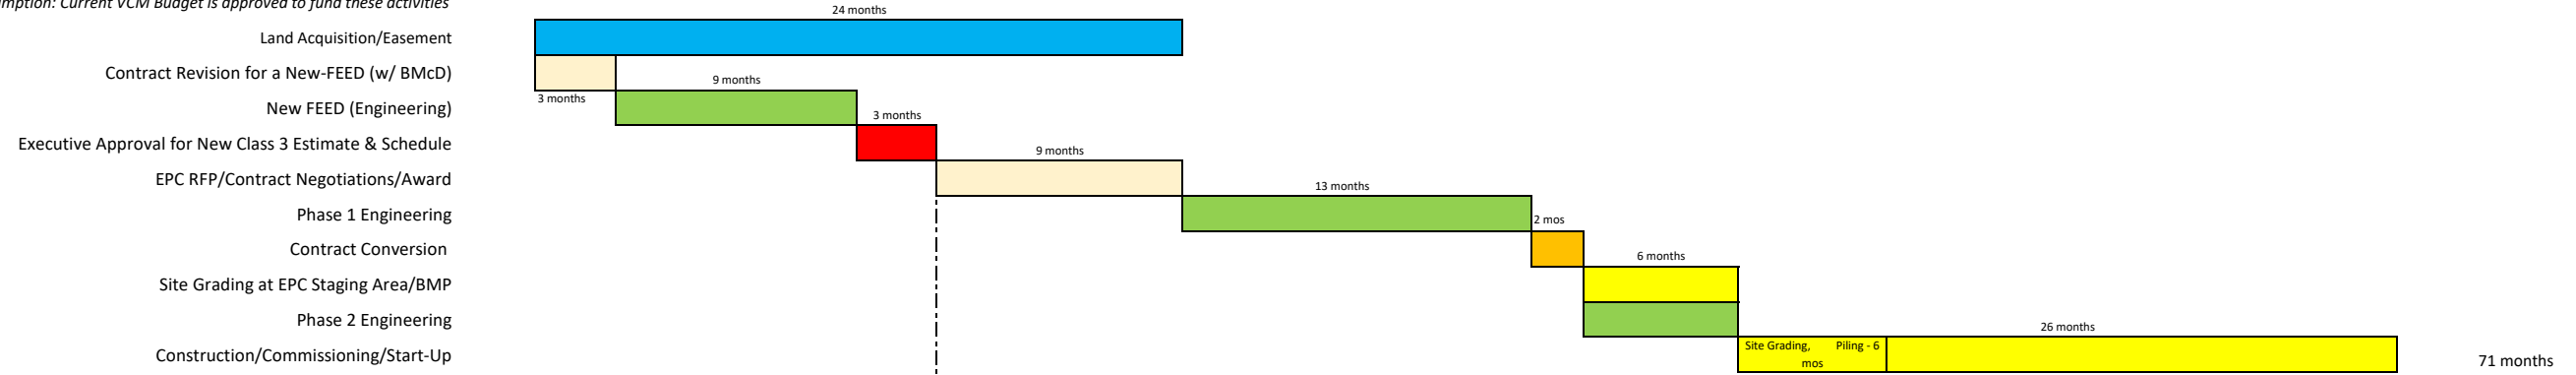 Current VCM Budget is approved to fund these activities
24 months
Land Acquisition/Easement
Contract Revision for a New-FEED (w/ BMcD)
9 months
3 months
New FEED (Engineering)
3 months
Executive Approval for New Class 3 Estimate & Schedule
9 months
EPC RFP/Contract Negotiations/Award
13 months
Phase 1 Engineering
2 mos
Contract Conversion
6 months
Site Grading at EPC Staging Area/BMP
Phase 2 Engineering
26 months
Construction/Commissioning/Start-Up
Site Grading, Piling - 6
mos
71 months